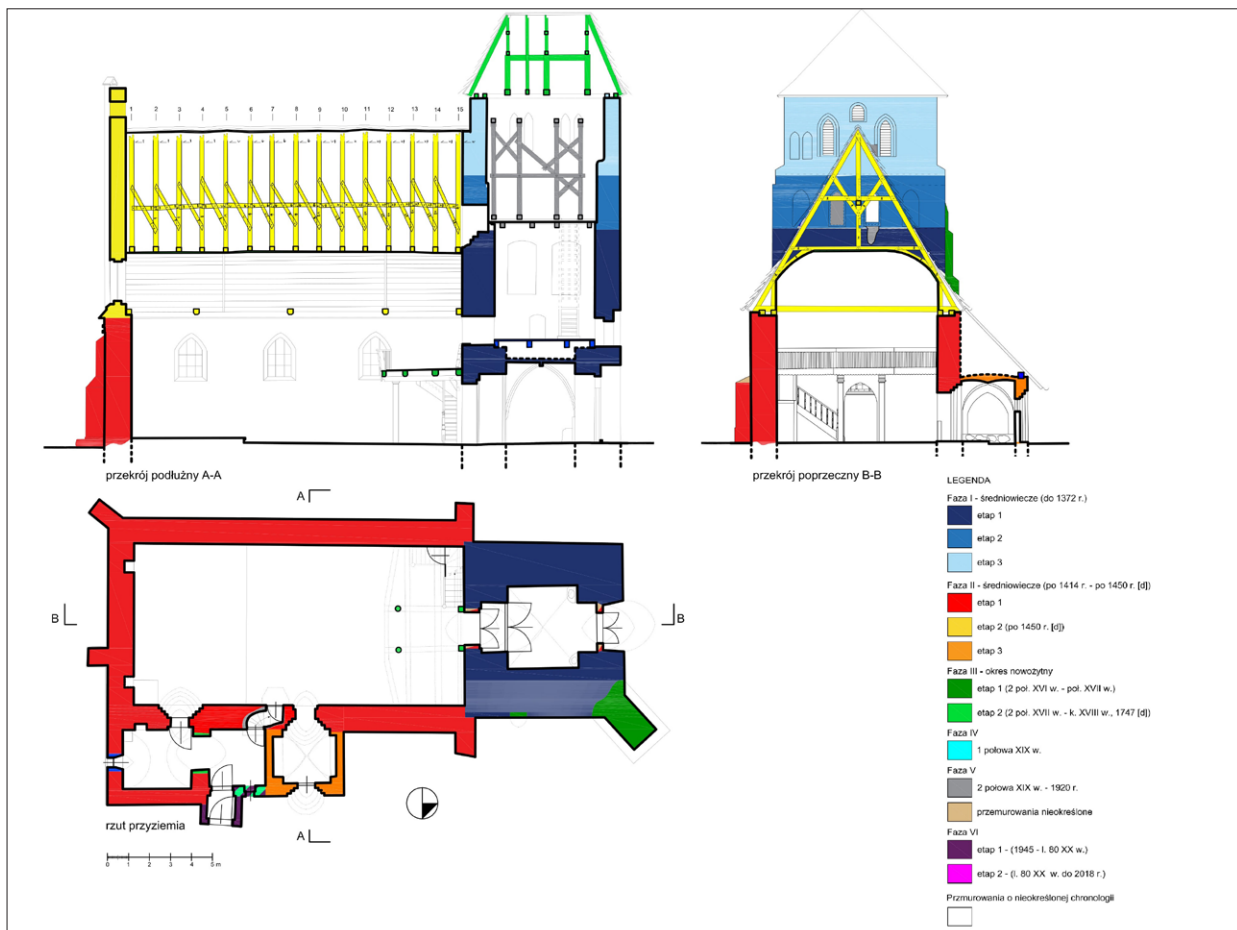 1 2 3 4 5 6 7 8 9 10 11 12 13 14 15
przekrój podłużny A-A
przekrój poprzeczny B-B
A
B
B
A
rzut przyziemia
0 1 2 3 4 5 m
LEGENDA
Faza I - średniowiecze (do 1372 r.)
etap 1
etap 2
etap 3
Faza II - średniowiecze (po 1414 r. - po 1450 r. [d])
etap 1
etap 2 (po 1450 r. [d])
etap 3
Faza III - okres nowożytny
etap 1 (2 poł. XVI w. - poł. XVII w.)
etap 2 (2 poł. XVII w. - k. XVIII w., 1747 [d])
Faza IV
1 połowa XIX w.
Faza V
2 połowa XIX w. - 1920 r.
przemurowania nieokreślone
Faza VI
etap 1 - (1945 - l. 80 XX w.)
etap 2 - (l. 80 XX w. do 2018 r.)
Przmurowania o nieokreślonej chronologii